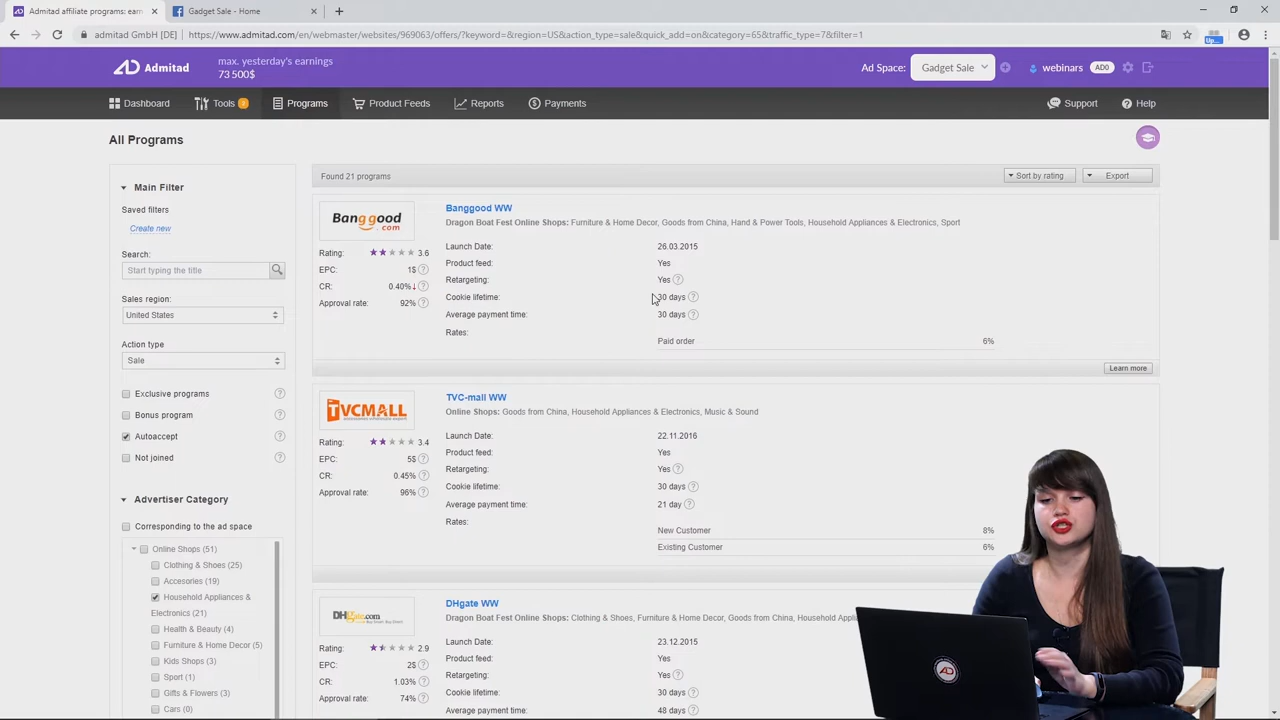 Admitad affiliate programs: earn
Gadget Sale - Home
admitad GmbH [DE] https://www.admitad.com/en/webmaster/websites/969063/offers/?keyword=&region=US&action_type=sale&quick_add=on&category=65&traffic_type=7&filter=1
Up...
AD Admitad
max. yesterday's earnings
73 500$
Ad Space: Gadget Sale
webinars AD0
Dashboard Tools Programs Product Feeds Reports Payments Support Help
All Programs
Main Filter
Saved filters
Create new
Search:
Start typing the title
Sales region:
United States
Action type
Sale
Exclusive programs
Bonus program
Autoaccept
Not joined
Advertiser Category
Corresponding to the ad space
Online Shops (51)
Clothing & Shoes (25)
Accesories (19)
Household Appliances &
Electronics (21)
Health & Beauty (4)
Furniture & Home Decor (5)
Kids Shops (3)
Sport (1)
Gifts & Flowers (3)
Cars (0)
Found 21 programs
Sort by rating Export
Banggood.com
Rating: 3.6
EPC: 1$
CR: 0.40%↓
Approval rate: 92%
Banggood WW
Dragon Boat Fest Online Shops: Furniture & Home Decor, Goods from China, Hand & Power Tools, Household Appliances & Electronics, Sport
Launch Date: 26.03.2015
Product feed: Yes
Retargeting: Yes
Cookie lifetime: 30 days
Average payment time: 30 days
Rates:
Paid order 6%
Learn more
TVCMALL
Rating: 3.4
EPC: 5$
CR: 0.45%
Approval rate: 96%
TVC-mall WW
Online Shops: Goods from China, Household Appliances & Electronics, Music & Sound
Launch Date: 22.11.2016
Product feed: Yes
Retargeting: Yes
Cookie lifetime: 30 days
Average payment time: 21 day
Rates:
New Customer 8%
Existing Customer 6%
DHgate.com
Rating: 2.9
EPC: 2$
CR: 1.03%
Approval rate: 74%
DHgate WW
Dragon Boat Fest Online Shops: Clothing & Shoes, Furniture & Home Decor, Goods from China, Household
Launch Date: 23.12.2015
Product feed: Yes
Retargeting: Yes
Cookie lifetime: 30 days
Average payment time: 48 days
AD